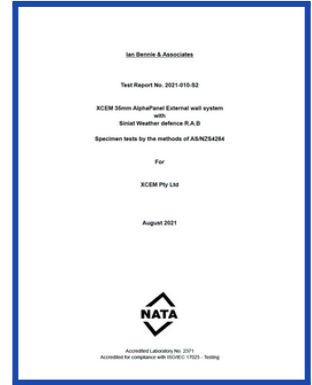 Ian Bennie & Associates
Test Report No. 2021-010-S2
XCEM 35mm AlphaPanel External wall system
with
Siniat Weather defence R.A.B
Specimen tests by the methods of AS/NZS4284
For
XCEM Pty Ltd
August 2021
NATA
Accredited Laboratory No. 2371
Accredited for compliance with ISO/IEC 17025 - Testing